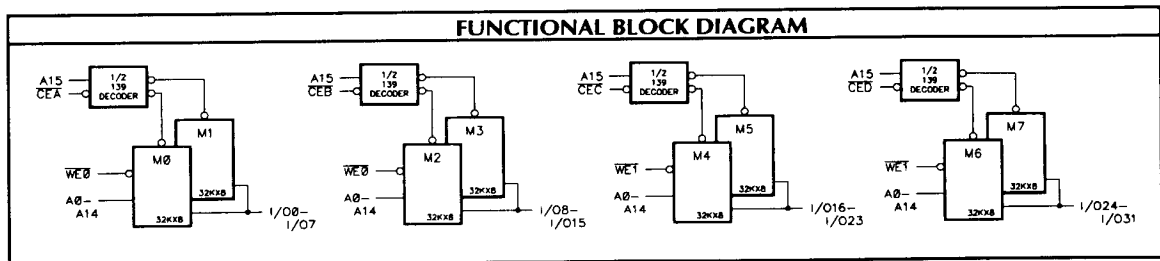 FUNCTIONAL BLOCK DIAGRAM
A15
CEA
1/2
139
DECODER
M1
M0
WE0
A0-
A14
32KX8
32KX8
I/O0-
I/O7
A15
CEB
1/2
139
DECODER
M3
M2
WE0
A0-
A14
32KX8
32KX8
I/O8-
I/O15
A15
CEC
1/2
139
DECODER
M5
M4
WE1
A0-
A14
32KX8
32KX8
I/O16-
I/O23
A15
CED
1/2
139
DECODER
M7
M6
WE1
A0-
A14
32KX8
32KX8
I/O24-
I/O31